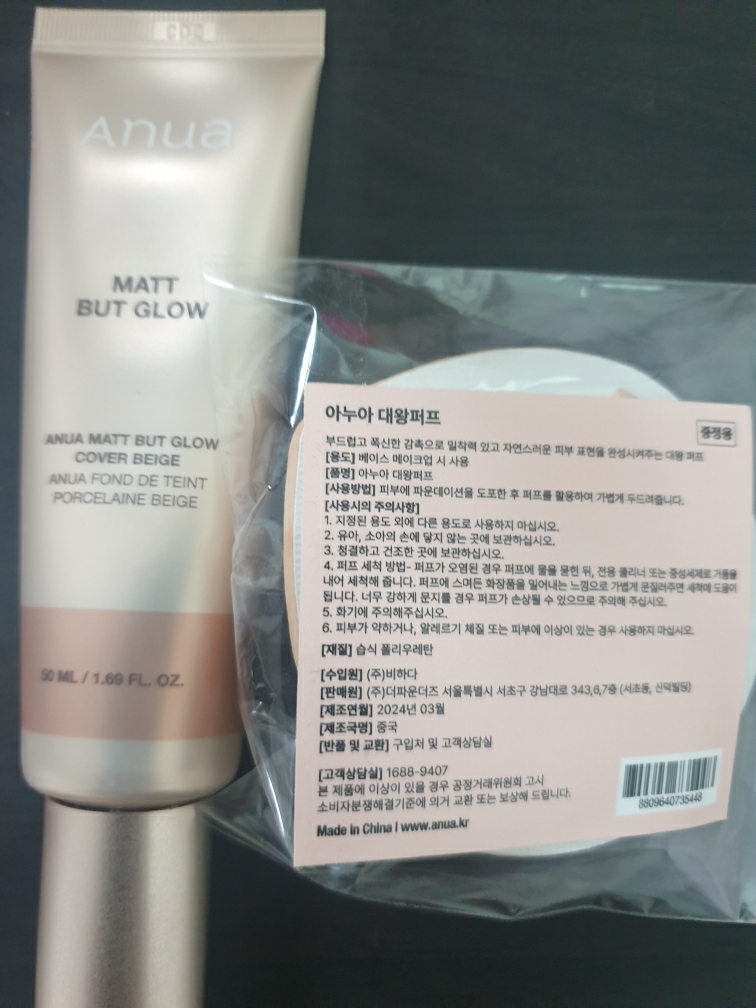 Anua
MATT
BUT GLOW
ANUA MATT BUT GLOW
COVER BEIGE
ANUA FOND DE TEINT
PORCELAINE BEIGE
50 ML / 1.69 FL. OZ.
아누아 대왕퍼프
증정용
부드럽고 폭신한 감촉으로 밀착력 있고 자연스러운 피부 표현을 완성시켜주는 대왕 퍼프
[용도] 베이스 메이크업 시 사용
[품명] 아누아 대왕퍼프
[사용방법] 피부에 파운데이션을 도포한 후 퍼프를 활용하여 가볍게 두드려줍니다.
[사용시의 주의사항]
1. 지정된 용도 외에 다른 용도로 사용하지 마십시오.
2. 유아, 소아의 손에 닿지 않는 곳에 보관하십시오.
3. 청결하고 건조한 곳에 보관하십시오.
4. 퍼프 세척 방법- 퍼프가 오염된 경우 퍼프에 물을 묻힌 뒤, 전용 클리너 또는 중성세제로 거품을
내어 세척해 줍니다. 퍼프에 스며든 화장품을 밀어내는 느낌으로 가볍게 문질러주면 세척에 도움이
됩니다. 너무 강하게 문지를 경우 퍼프가 손상될 수 있으므로 주의해 주십시오.
5. 화기에 주의해주십시오.
6. 피부가 약하거나, 알레르기 체질 또는 피부에 이상이 있는 경우 사용하지 마십시오.
[재질] 습식 폴리우레탄
[수입원] (주)비하다
[판매원] (주)더파운더즈 서울특별시 서초구 강남대로 343,6,7층 (서초동, 신덕빌딩)
[제조연월] 2024년 03월
[제조국명] 중국
[반품 및 교환] 구입처 및 고객상담실
[고객상담실] 1688-9407
본 제품에 이상이 있을 경우 공정거래위원회 고시
소비자분쟁해결기준에 의거 교환 또는 보상해 드립니다.
Made in China | www.anua.kr
8809640735448